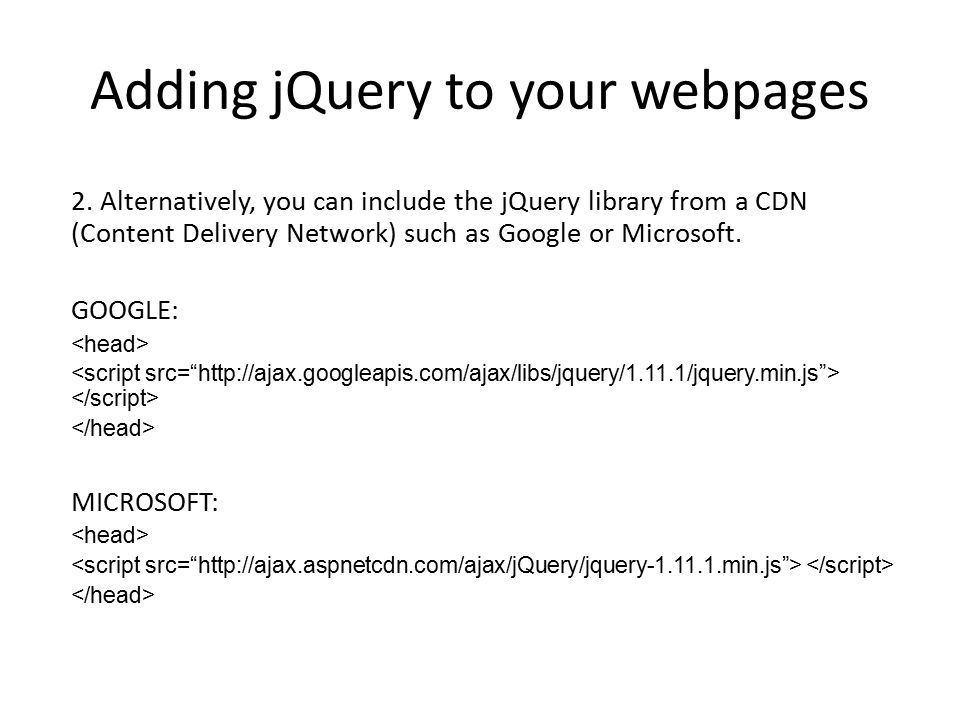 Adding jQuery to your webpages
2. Alternatively, you can include the jQuery library from a CDN
(Content Delivery Network) such as Google or Microsoft.
GOOGLE:
<head>
<script src=“http://ajax.googleapis.com/ajax/libs/jquery/1.11.1/jquery.min.js”>
</script>
</head>
MICROSOFT:
<head>
<script src=“http://ajax.aspnetcdn.com/ajax/jQuery/jquery-1.11.1.min.js”> </script>
</head>